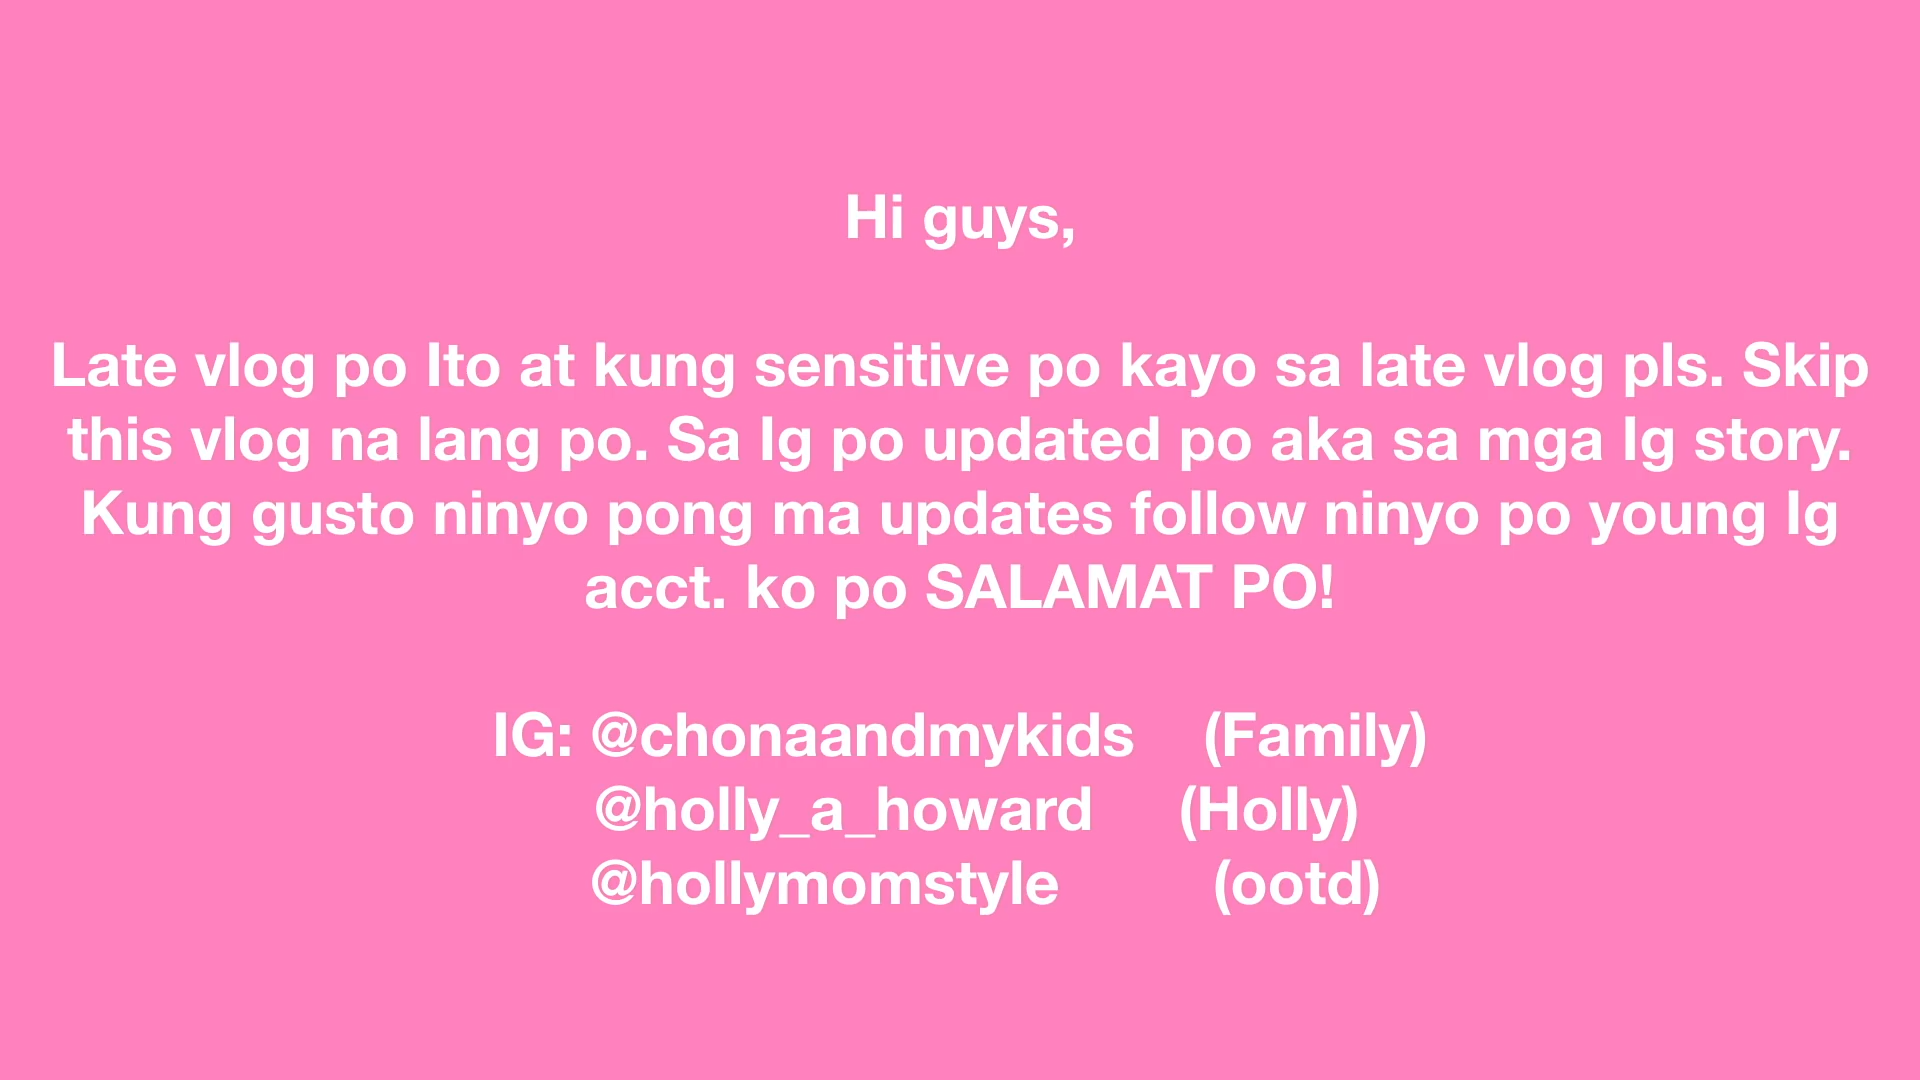 Hi guys,
Late vlog po Ito at kung sensitive po kayo sa late vlog pls. Skip
this vlog na lang po. Sa Ig po updated po aka sa mga Ig story.
Kung gusto ninyo pong ma updates follow ninyo po young Ig
acct. ko po SALAMAT PO!
IG: @chonaandmykids (Family)
@holly_a_howard (Holly)
@hollymomstyle (ootd)